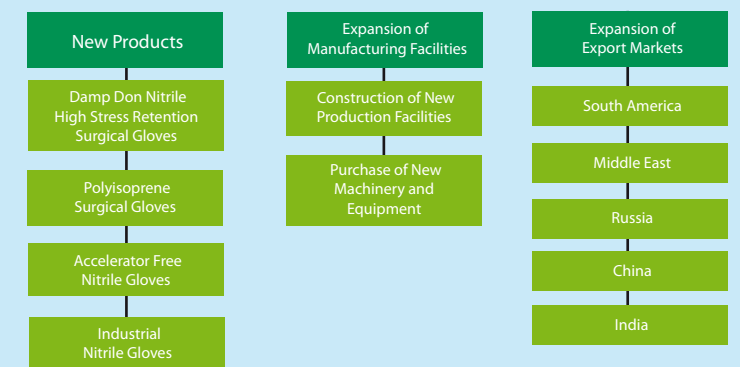 New Products
Damp Don Nitrile
High Stress Retention
Surgical Gloves
Polyisoprene
Surgical Gloves
Accelerator Free
Nitrile Gloves
Industrial
Nitrile Gloves
Expansion of
Manufacturing Facilities
Construction of New
Production Facilities
Purchase of New
Machinery and
Equipment
Expansion of
Export Markets
South America
Middle East
Russia
China
India